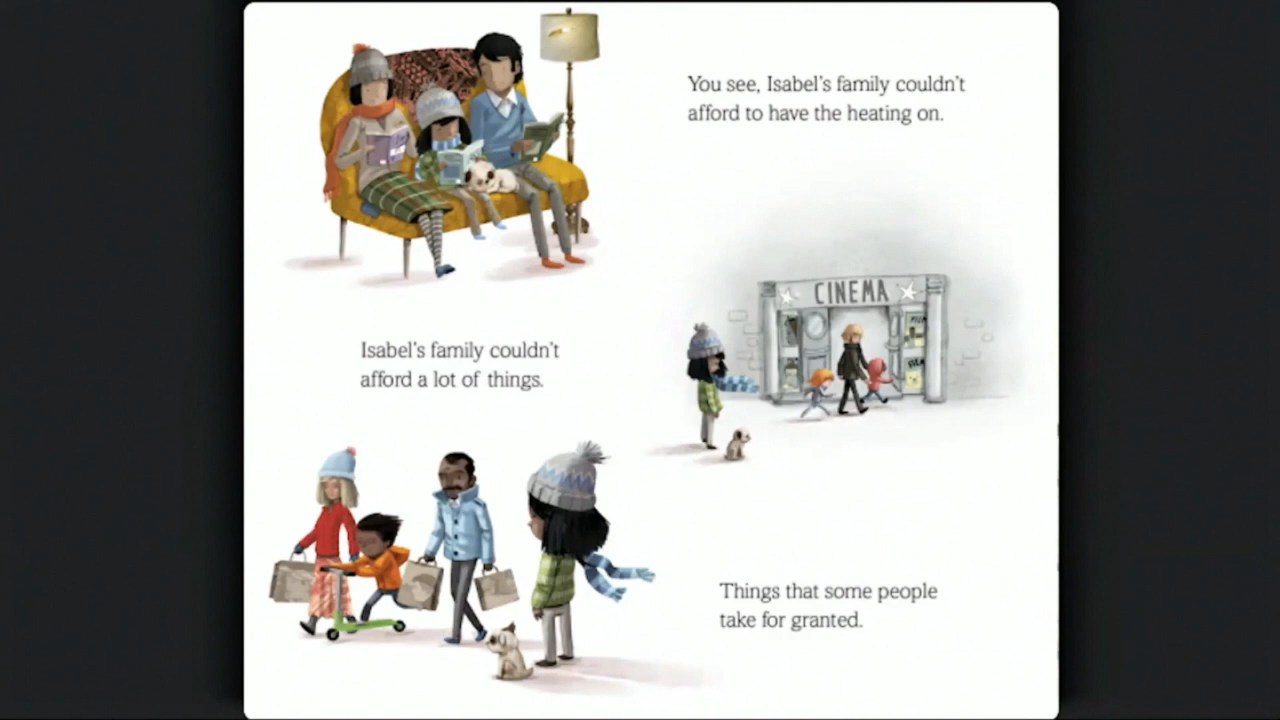 You see, Isabel's family couldn't
afford to have the heating on.
CINEMA
Isabel's family couldn't
afford a lot of things.
Things that some people
take for granted.